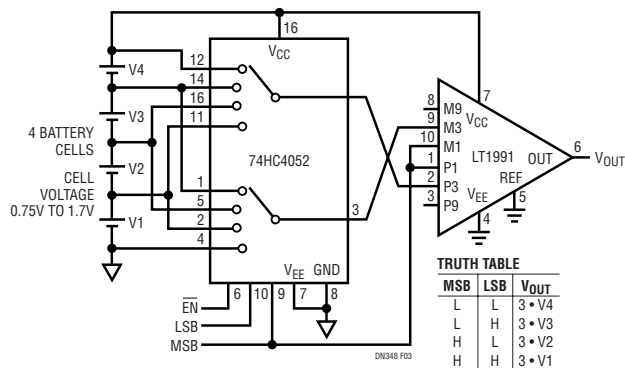 16
VCC
12
V4
14
16
V3
11
4 BATTERY
CELLS
74HC4052
V2
CELL
VOLTAGE
0.75V TO 1.7V
1
5
2
3
V1
4
VEE GND
EN
6 10 9 7 8
LSB
MSB
8 M9
7
9 M3
VCC
10 M1
LT1991
1 P1
OUT
6
VOUT
2 P3
REF
3 P9
VEE
5
4
TRUTH TABLE
MSB LSB VOUT
L L 3 • V4
L H 3 • V3
H L 3 • V2
H H 3 • V1
DN348 F03